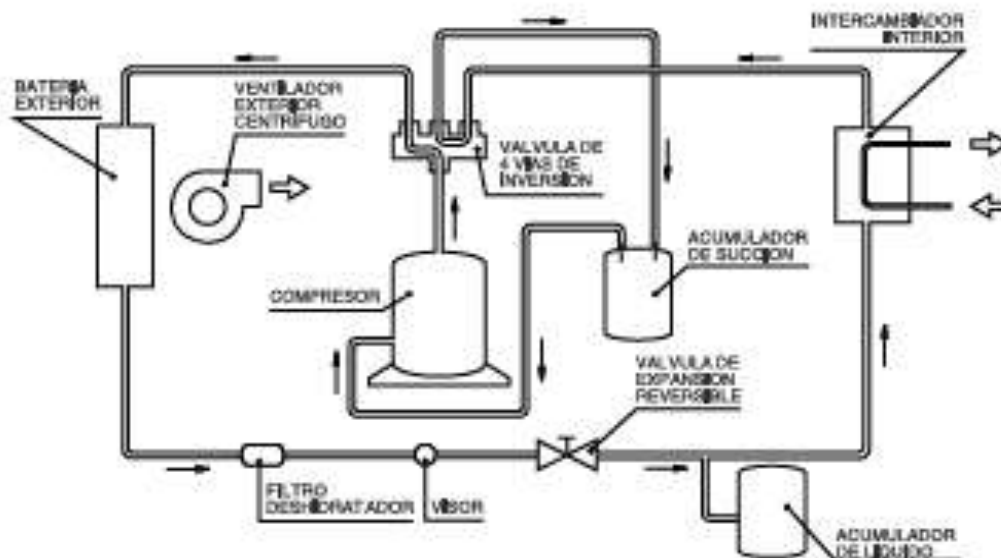 INTERCAMBIADOR
INTERIOR
BATERIA
EXTERIOR
VENTILADOR
EXTERIOR
CENTRIFUGO
VALVULA DE
4 VIAS DE
INVERSION
ACUMULADOR
DE SUCCION
COMPRESOR
VALVULA DE
EXPANSION
REVERSIBLE
FILTRO
DESHIDRATADOR
VISOR
ACUMULADOR
DE LIQUIDO